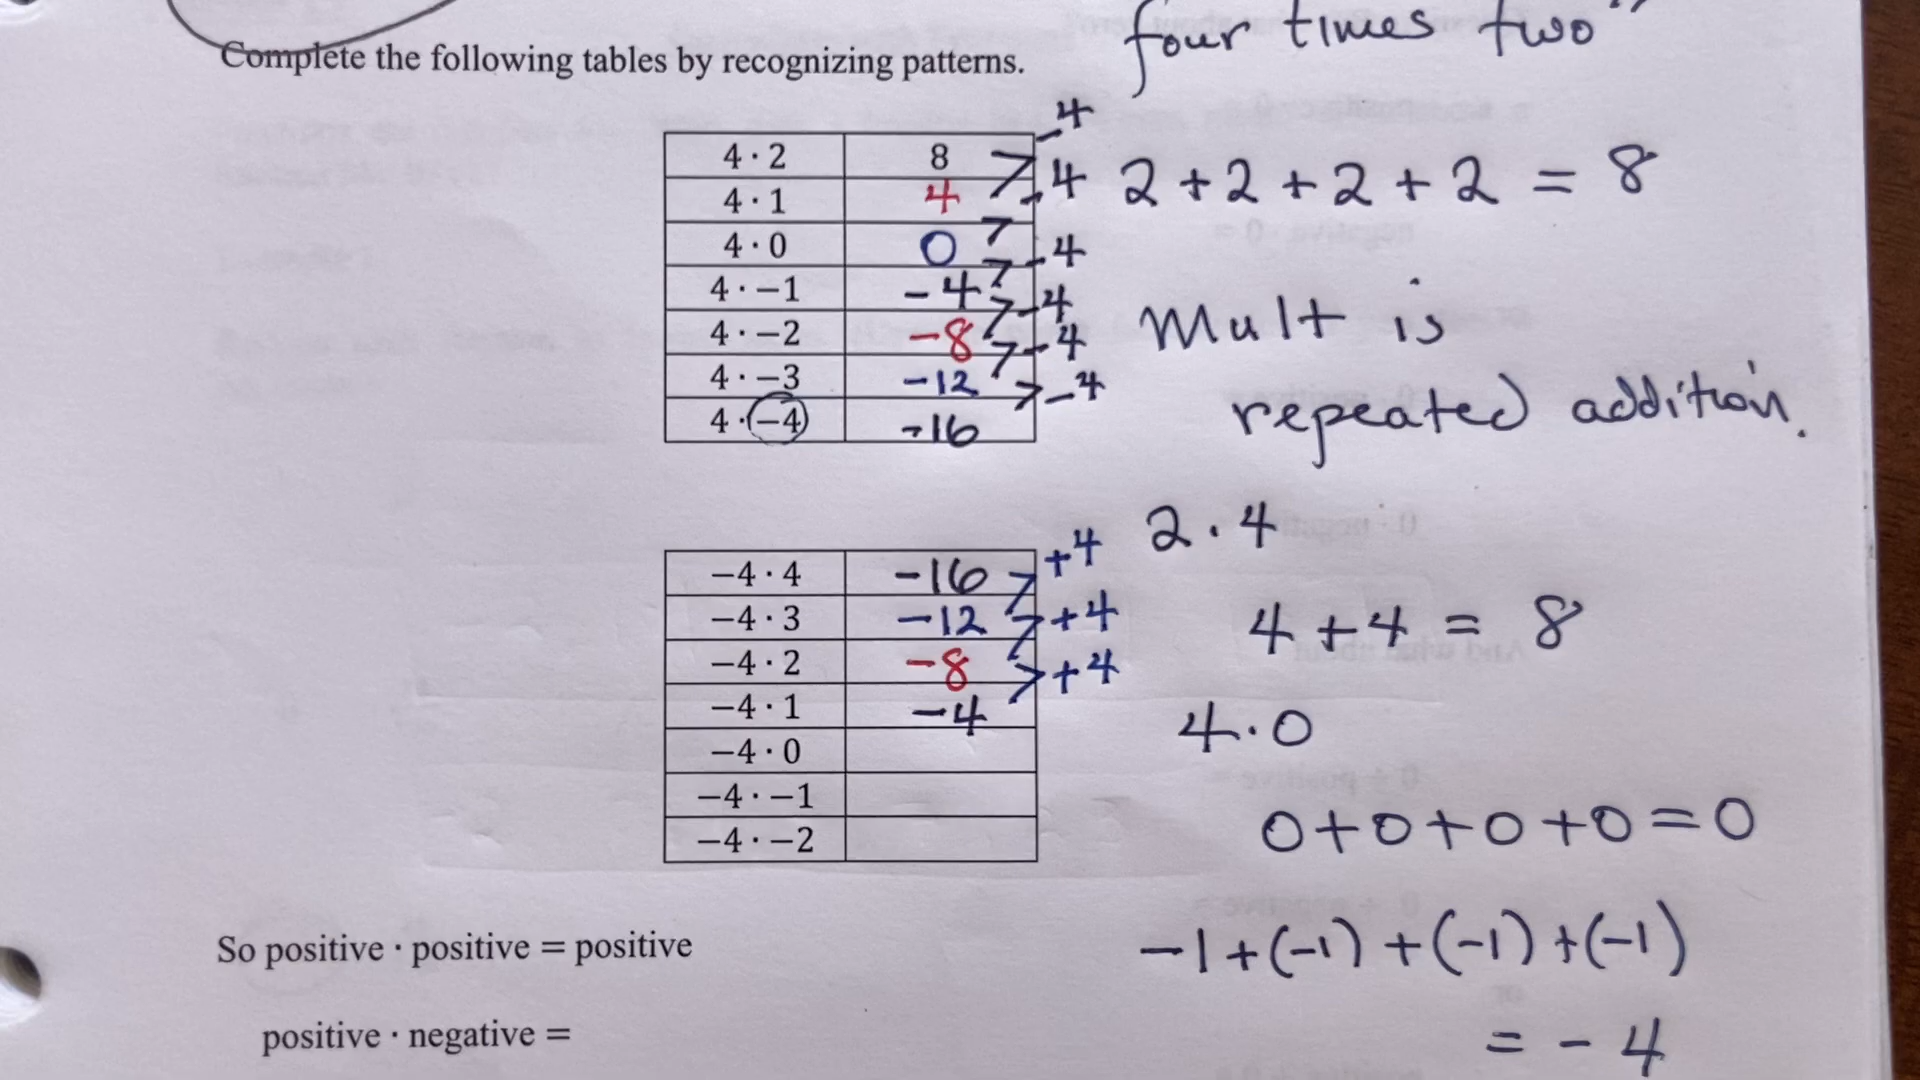 four times two"
Complete the following tables by recognizing patterns.
-4
4 · 2 8
-4 2 + 2 + 2 + 2 = 8
4 · 1 4
4 · 0 0 -4
4 · −1 -4 -4
Mult is
4 · −2 -8 -4
4 · −3 -12 -4
repeated addition.
4 · −4 -16
2 · 4
−4 · 4 -16 +4
−4 · 3 -12 +4
4 + 4 = 8
−4 · 2 -8 +4
−4 · 1 -4
4 · 0
−4 · 0
−4 · −1
0 + 0 + 0 + 0 = 0
−4 · −2
So positive · positive = positive
-1 + (-1) + (-1) + (-1)
positive · negative =
= - 4